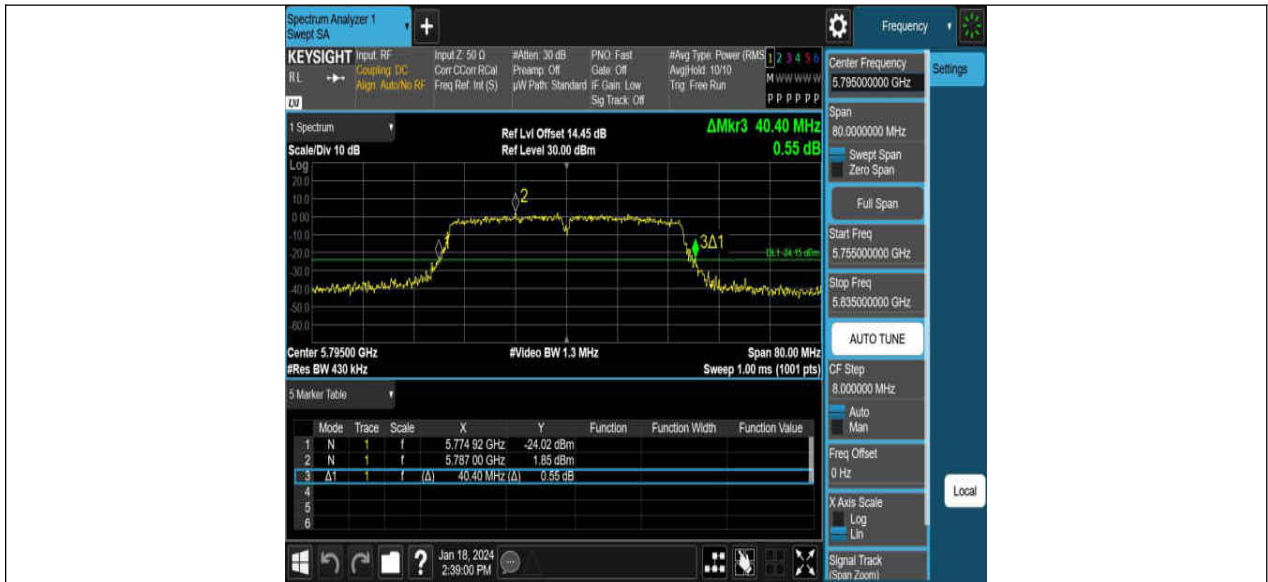 Spectrum Analyzer 1
Swept SA
+
Frequency
KEYSIGHT Input: RF Input Z: 50 Ω #Atten: 30 dB PNO: Fast #Avg Type: Power (RMS 1 2 3 4 5 6
RL Coupling: DC Corr CCorr RCal Preamp: Off Gate: Off Avg|Hold: 10/10 M W W W W W
Align: Auto/No RF Freq Ref: Int (S) µW Path: Standard IF Gain: Low Trig: Free Run
Sig Track: Off P P P P P P
LXI
1 Spectrum
Ref Lvl Offset 14.45 dB
ΔMkr3 40.40 MHz
Scale/Div 10 dB
Ref Level 30.00 dBm
0.55 dB
Log
20.0
10.0
0.00
-10.0
-20.0
-30.0
-40.0
-50.0
-60.0
2
3Δ1
DL1 -24.15 dBm
Center 5.79500 GHz #Video BW 1.3 MHz Span 80.00 MHz
#Res BW 430 kHz Sweep 1.00 ms (1001 pts)
5 Marker Table
Mode Trace Scale X Y Function Function Width Function Value
1 N 1 f 5.774 92 GHz -24.02 dBm
2 N 1 f 5.787 00 GHz 1.85 dBm
3 Δ1 1 f (Δ) 40.40 MHz (Δ) 0.55 dB
4
5
6
?
Jan 18, 2024
2:39:00 PM
Center Frequency
5.795000000 GHz
Settings
Span
80.0000000 MHz
Swept Span
Zero Span
Full Span
Start Freq
5.755000000 GHz
Stop Freq
5.835000000 GHz
AUTO TUNE
CF Step
8.000000 MHz
Auto
Man
Freq Offset
0 Hz
X Axis Scale
Log
Lin
Local
Signal Track
(Span Zoom)